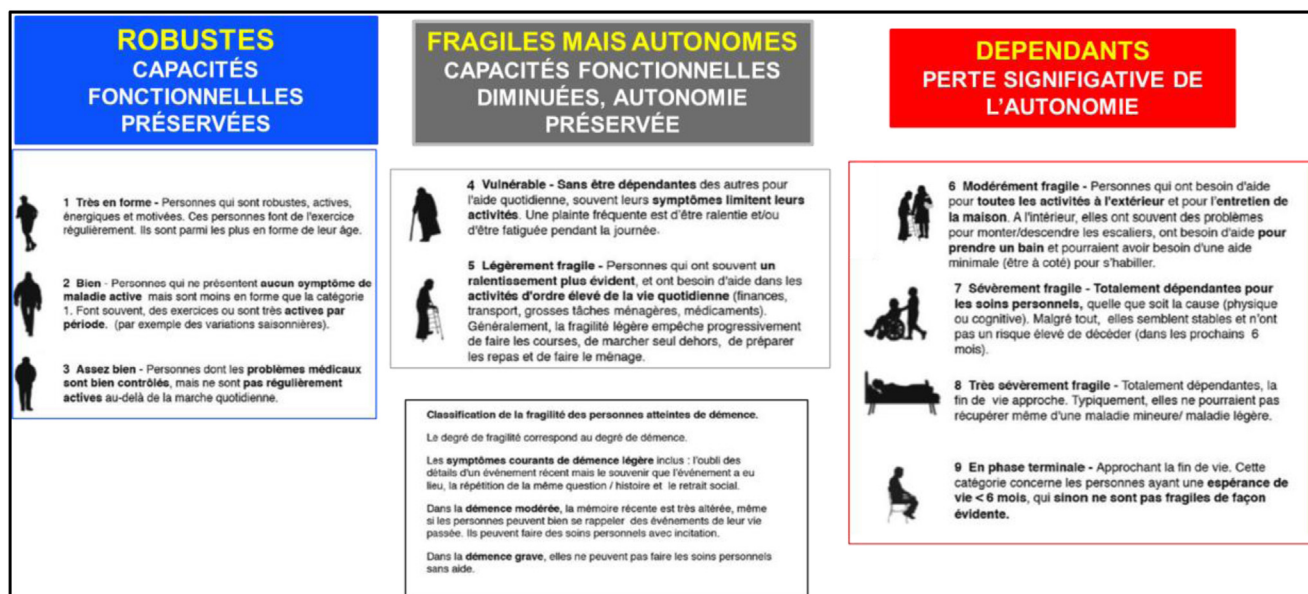 ROBUSTES
CAPACITÉS
FONCTIONNELLLES
PRÉSERVÉES
1 Très en forme - Personnes qui sont robustes, actives,
énergiques et motivées. Ces personnes font de l'exercice
règulièrement. Ils sont parmi les plus en forme de leur âge.
2 Bien - Personnes qui ne présentent aucun symptôme de
maladie active mais sont moins en forme que la catégorie
1. Font souvent, des exercices ou sont très actives par
période. (par exemple des variations saisonnières).
3 Assez bien - Personnes dont les problèmes médicaux
sont bien contrôlés, mais ne sont pas régulièrement
actives au-delà de la marche quotidienne.
FRAGILES MAIS AUTONOMES
CAPACITÉS FONCTIONNELLES
DIMINUÉES, AUTONOMIE
PRÉSERVÉE
4 Vulnérable - Sans être dépendantes des autres pour
l'aide quotidienne, souvent leurs symptômes limitent leurs
activités. Une plainte fréquente est d'être ralentie et/ou
d'être fatiguée pendant la journée.
5 Légèrement fragile - Personnes qui ont souvent un
ralentissement plus évident, et ont besoin d'aide dans les
activités d'ordre élevé de la vie quotidienne (finances,
transport, grosses tâches ménagères, médicaments).
Généralement, la fragilité légère empêche progressivement
de faire les courses, de marcher seul dehors, de préparer
les repas et de faire le ménage.
Classification de la fragilité des personnes atteintes de démence.
Le degré de fragilité correspond au degré de démence.
Les symptômes courants de démence légère inclus : l'oubli des
détails d'un événement récent mais le souvenir que l'événement a eu
lieu, la répétition de la même question / histoire et le retrait social.
Dans la démence modérée, la mémoire récente est très altérée, même
si les personnes peuvent bien se rappeler des événements de leur vie
passée. Ils peuvent faire des soins personnels avec incitation.
Dans la démence grave, elles ne peuvent pas faire les soins personnels
sans aide.
DEPENDANTS
PERTE SIGNIFIGATIVE DE
L'AUTONOMIE
6 Modérément fragile - Personnes qui ont besoin d'aide
pour toutes les activités à l'extérieur et pour l'entretien de
la maison. A l'intérieur, elles ont souvent des problèmes
pour monter/descendre les escaliers, ont besoin d'aide pour
prendre un bain et pourraient avoir besoin d'une aide
minimale (être à coté) pour s'habiller.
7 Sévèrement fragile - Totalement dépendantes pour
les soins personnels, quelle que soit la cause (physique
ou cognitive). Malgré tout, elles semblent stables et n'ont
pas un risque élevé de décéder (dans les prochains 6
mois).
8 Très sévèrement fragile - Totalement dépendantes, la
fin de vie approche. Typiquement, elles ne pourraient pas
récupérer même d'une maladie mineure/ maladie légère.
9 En phase terminale - Approchant la fin de vie. Cette
catégorie concerne les personnes ayant une espérance de
vie < 6 mois, qui sinon ne sont pas fragiles de façon
évidente.